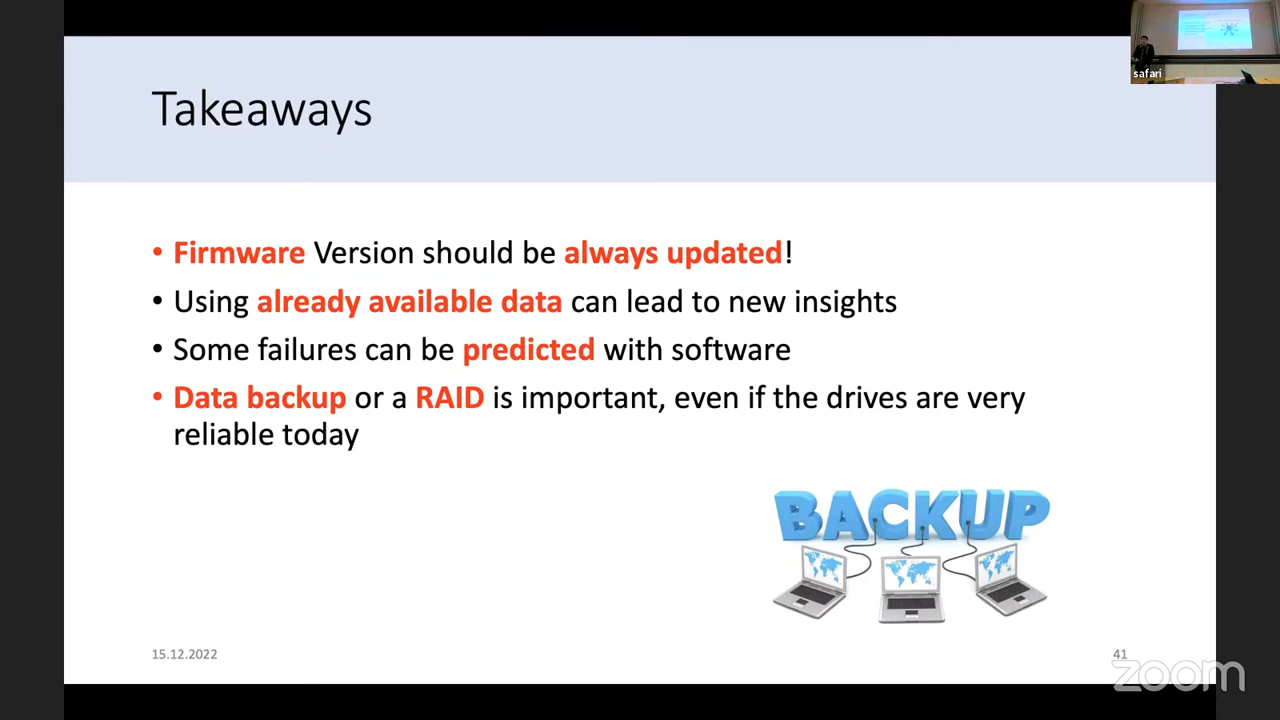 safari
Takeaways
• Firmware Version should be always updated!
• Using already available data can lead to new insights
• Some failures can be predicted with software
• Data backup or a RAID is important, even if the drives are very
reliable today
BACKUP
15.12.2022
41
zoom